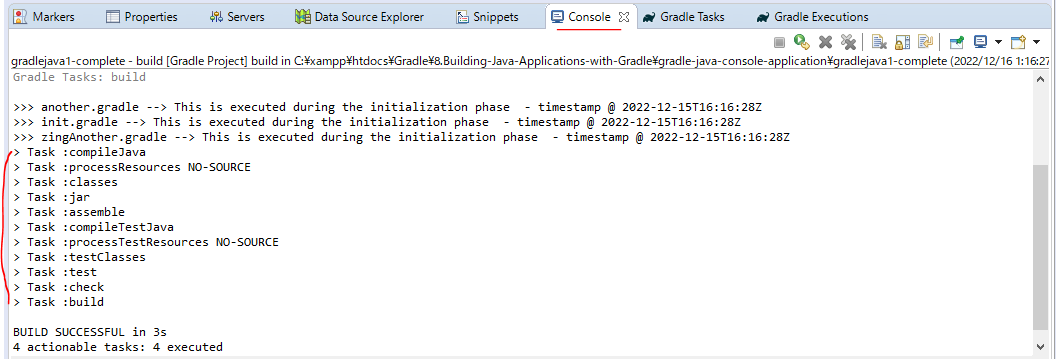 Markers Properties Servers Data Source Explorer Snippets Console Gradle Tasks Gradle Executions
gradlejava1-complete - build [Gradle Project] build in C:¥xampp¥htdocs¥Gradle¥8.Building-Java-Applications-with-Gradle¥gradle-java-console-application¥gradlejava1-complete (2022/12/16 1:16:27
Gradle Tasks: build
>>> another.gradle --> This is executed during the initialization phase  - timestamp @ 2022-12-15T16:16:28Z
>>> init.gradle --> This is executed during the initialization phase  - timestamp @ 2022-12-15T16:16:28Z
>>> zingAnother.gradle --> This is executed during the initialization phase  - timestamp @ 2022-12-15T16:16:28Z
> Task :compileJava
> Task :processResources NO-SOURCE
> Task :classes
> Task :jar
> Task :assemble
> Task :compileTestJava
> Task :processTestResources NO-SOURCE
> Task :testClasses
> Task :test
> Task :check
> Task :build
BUILD SUCCESSFUL in 3s
4 actionable tasks: 4 executed